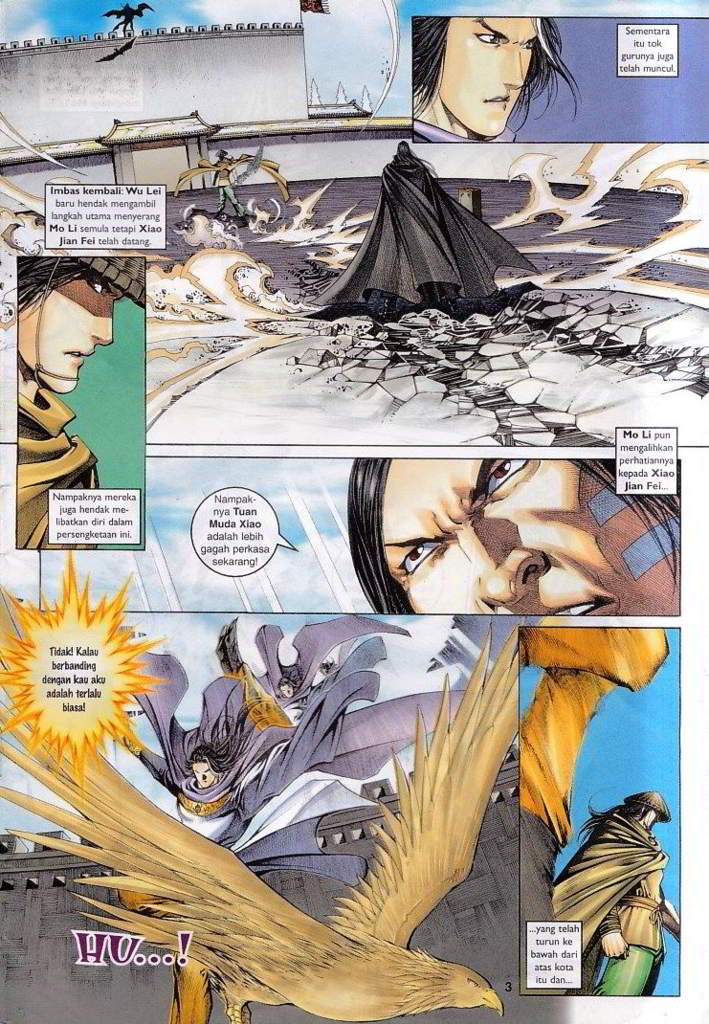 Sementara
itu tok
gurunya juga
telah muncul.
Imbas kembali: Wu Lei
baru hendak mengambil
langkah utama menyerang
Mo Li semula tetapi Xiao
Jian Fei telah datang.
Nampaknya mereka
juga hendak me-
libatkan diri dalam
persengketaan ini.
Mo Li pun
mengalihkan
perhatiannya
kepada Xiao
Jian Fei...
Nampak-
nya Tuan
Muda Xiao
adalah lebih
gagah perkasa
sekarang!
Tidak! Kalau
berbanding
dengan kau aku
adalah terlalu
biasa!
HU...!
...yang telah
turun ke
bawah dari
atas kota
itu dan...
3